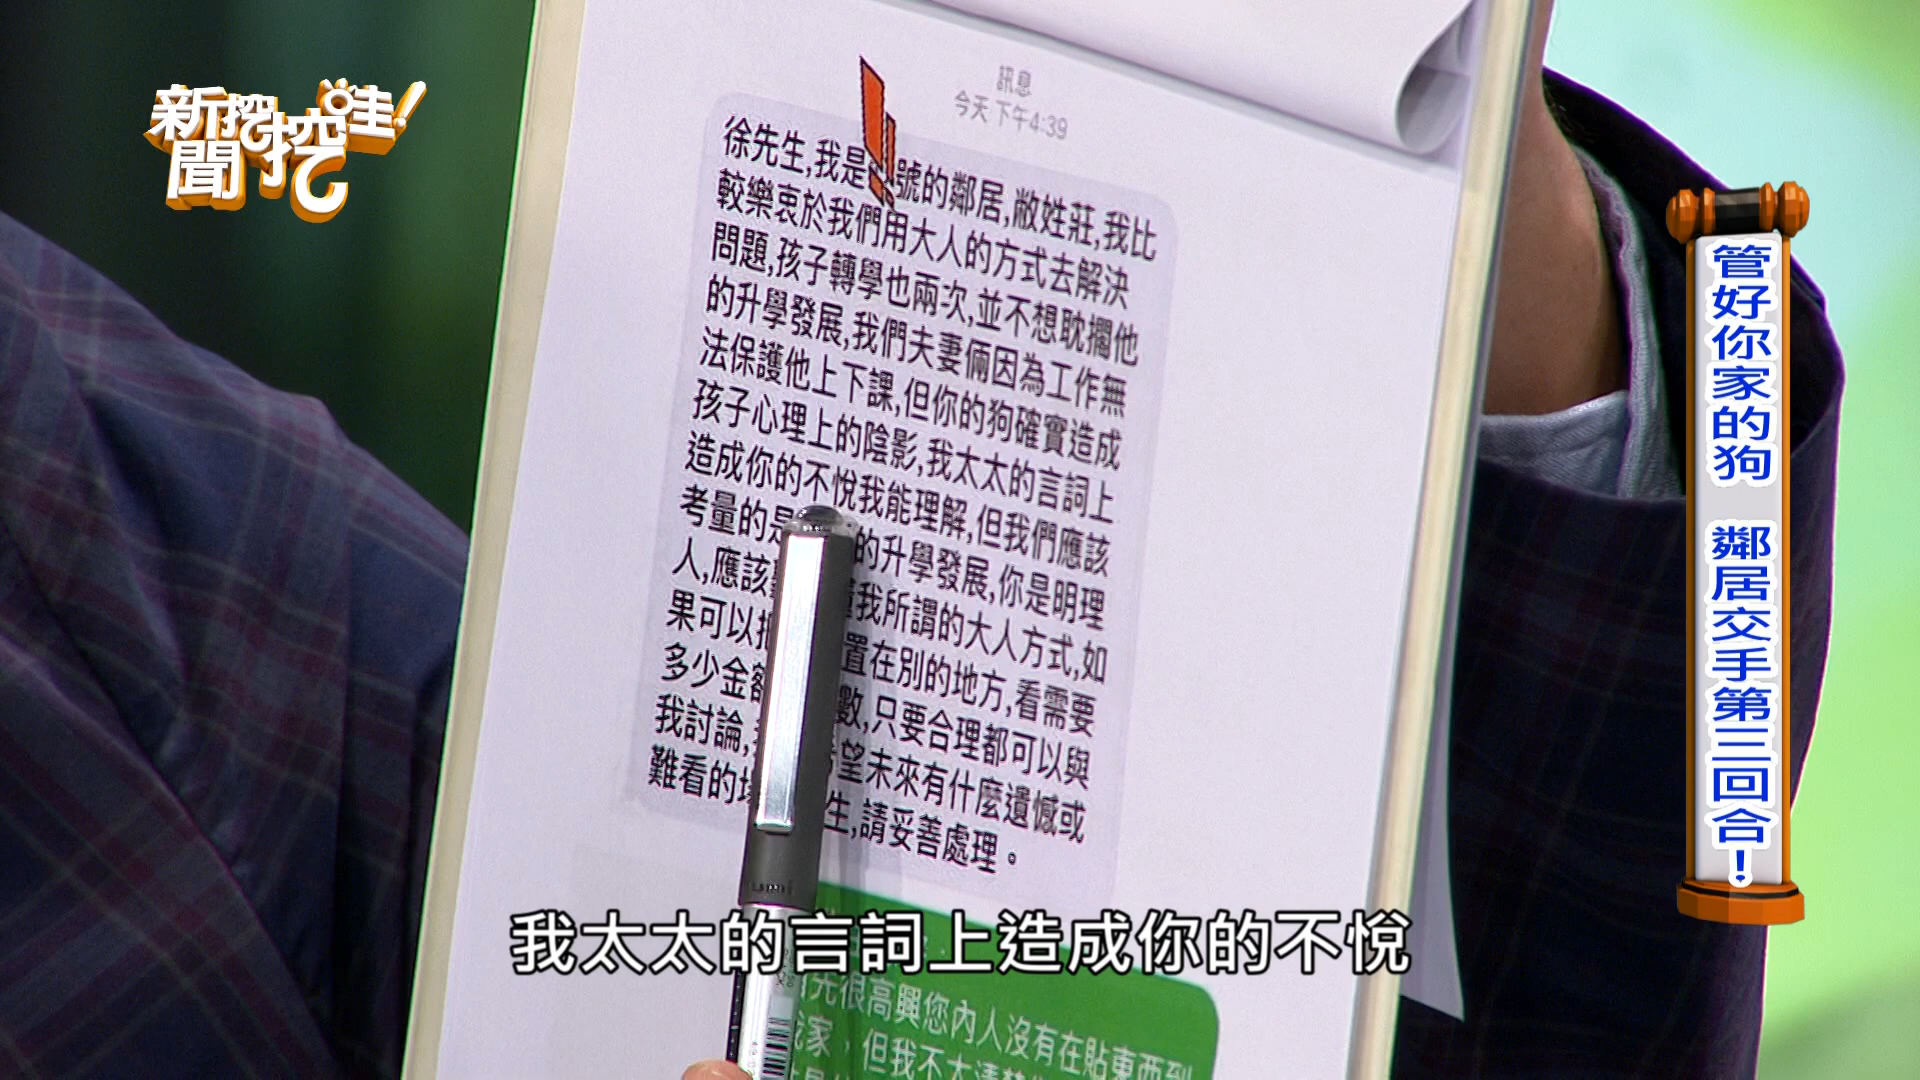 新聞挖挖哇!
訊息
今天 下午4:39
徐先生,我是 號的鄰居,敝姓莊,我比
較樂衷於我們用大人的方式去解決
問題,孩子轉學也兩次,並不想耽擱他
的升學發展,我們夫妻倆因為工作無
法保護他上下課,但你的狗確實造成
孩子心理上的陰影,我太太的言詞上
造成你的不悅我能理解,但我們應該
考量的是 的升學發展,你是明理
人,應該 我所謂的大人方式,如
果可以把 置在別的地方,看需要
多少金額 數,只要合理都可以與
我討論, 望未來有什麼遺憾或
難看的 生,請妥善處理。
先很高興您內人沒有在貼東西到
家,但我不太清楚
我太太的言詞上造成你的不悅
uni
管好你家的狗 鄰居交手第三回合!